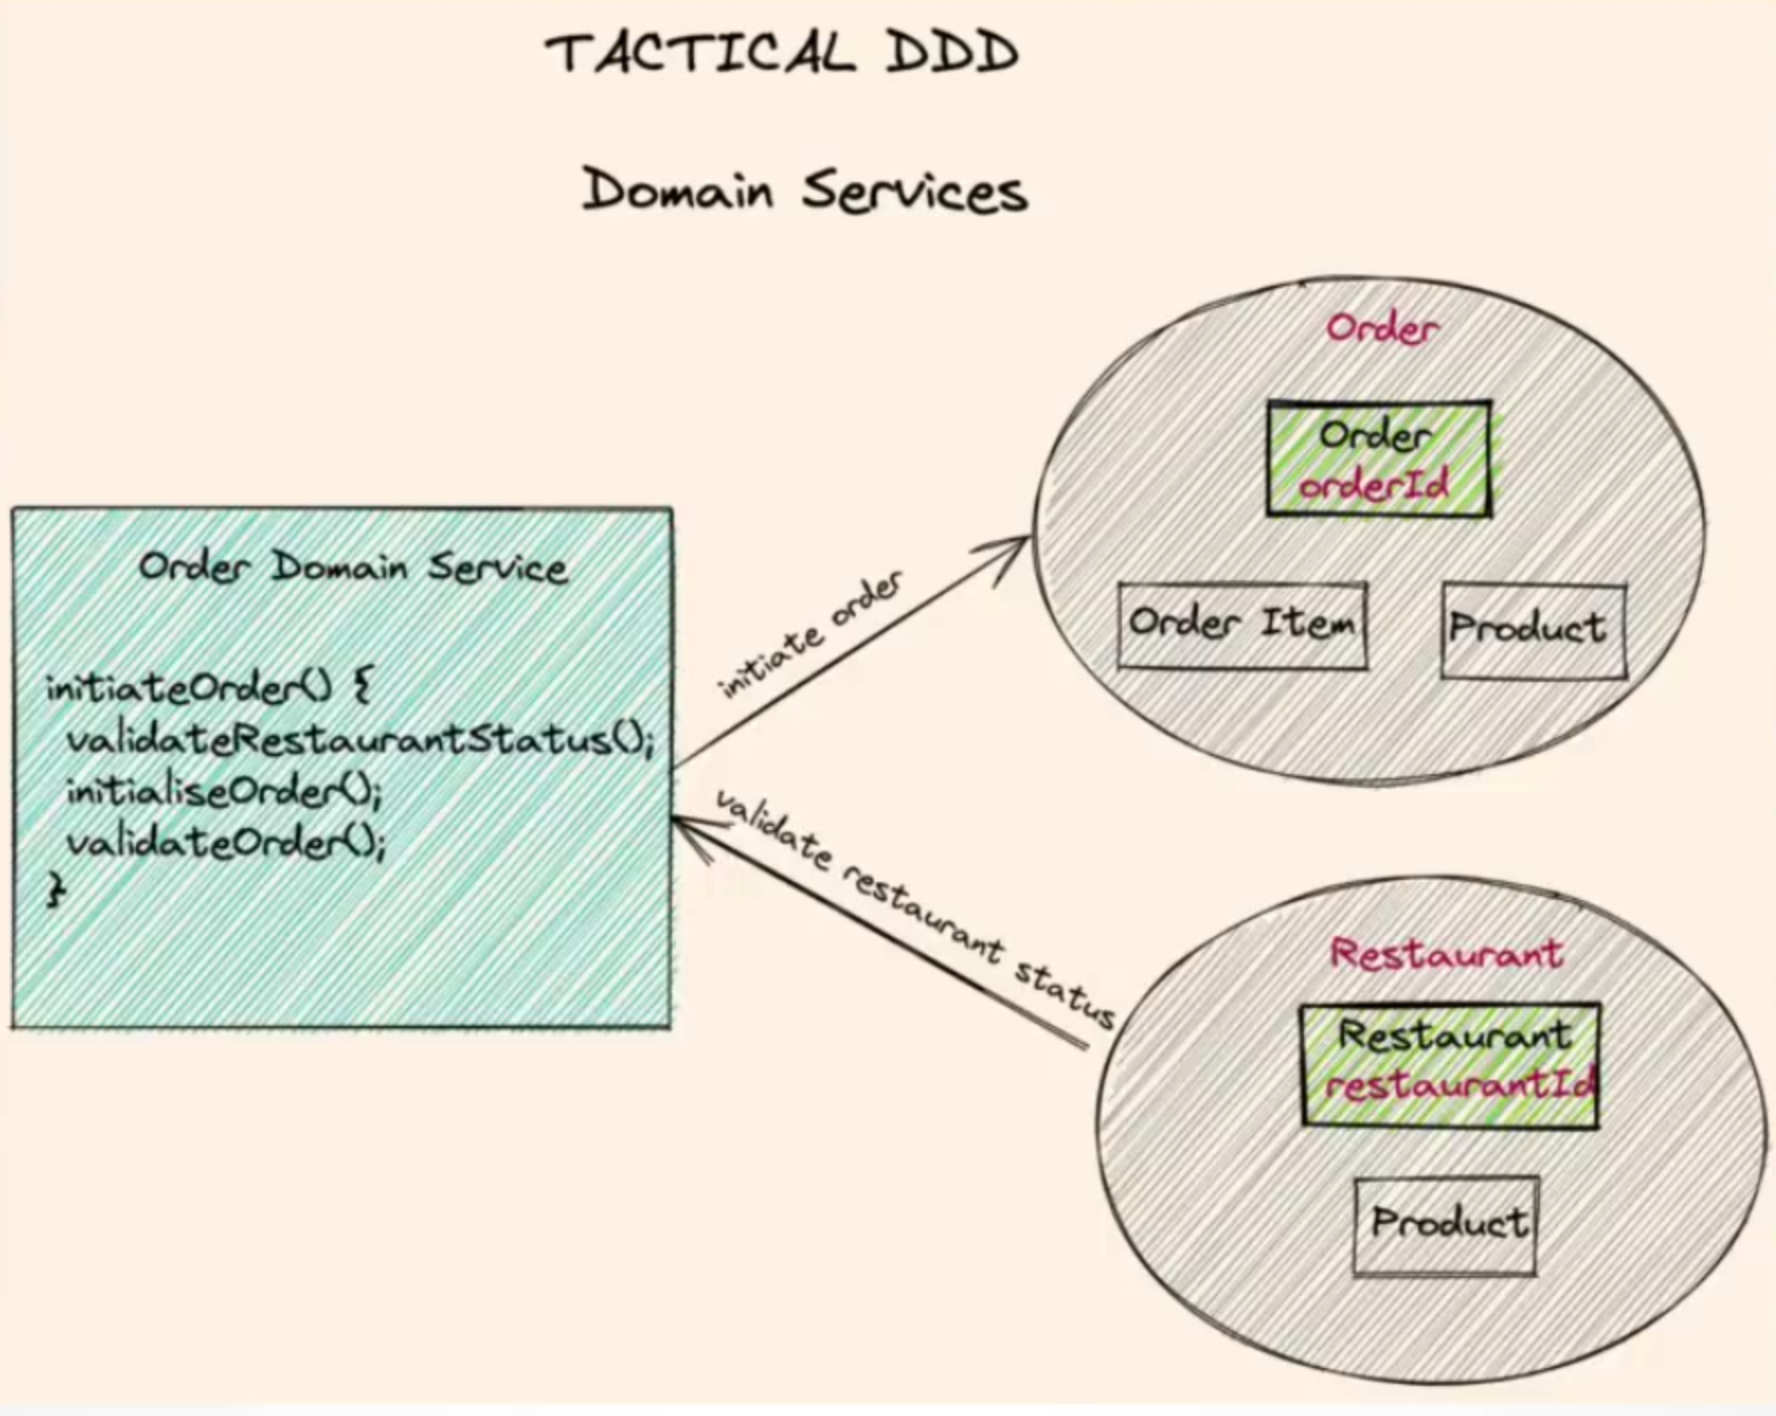 TACTICAL DDD
Domain Services
Order Domain Service
initiateOrder() {
validateRestaurantStatus();
initialiseOrder();
validateOrder();
}
initiate order
validate restaurant status
Order
Order
orderId
Order Item
Product
Restaurant
Restaurant
restaurantId
Product